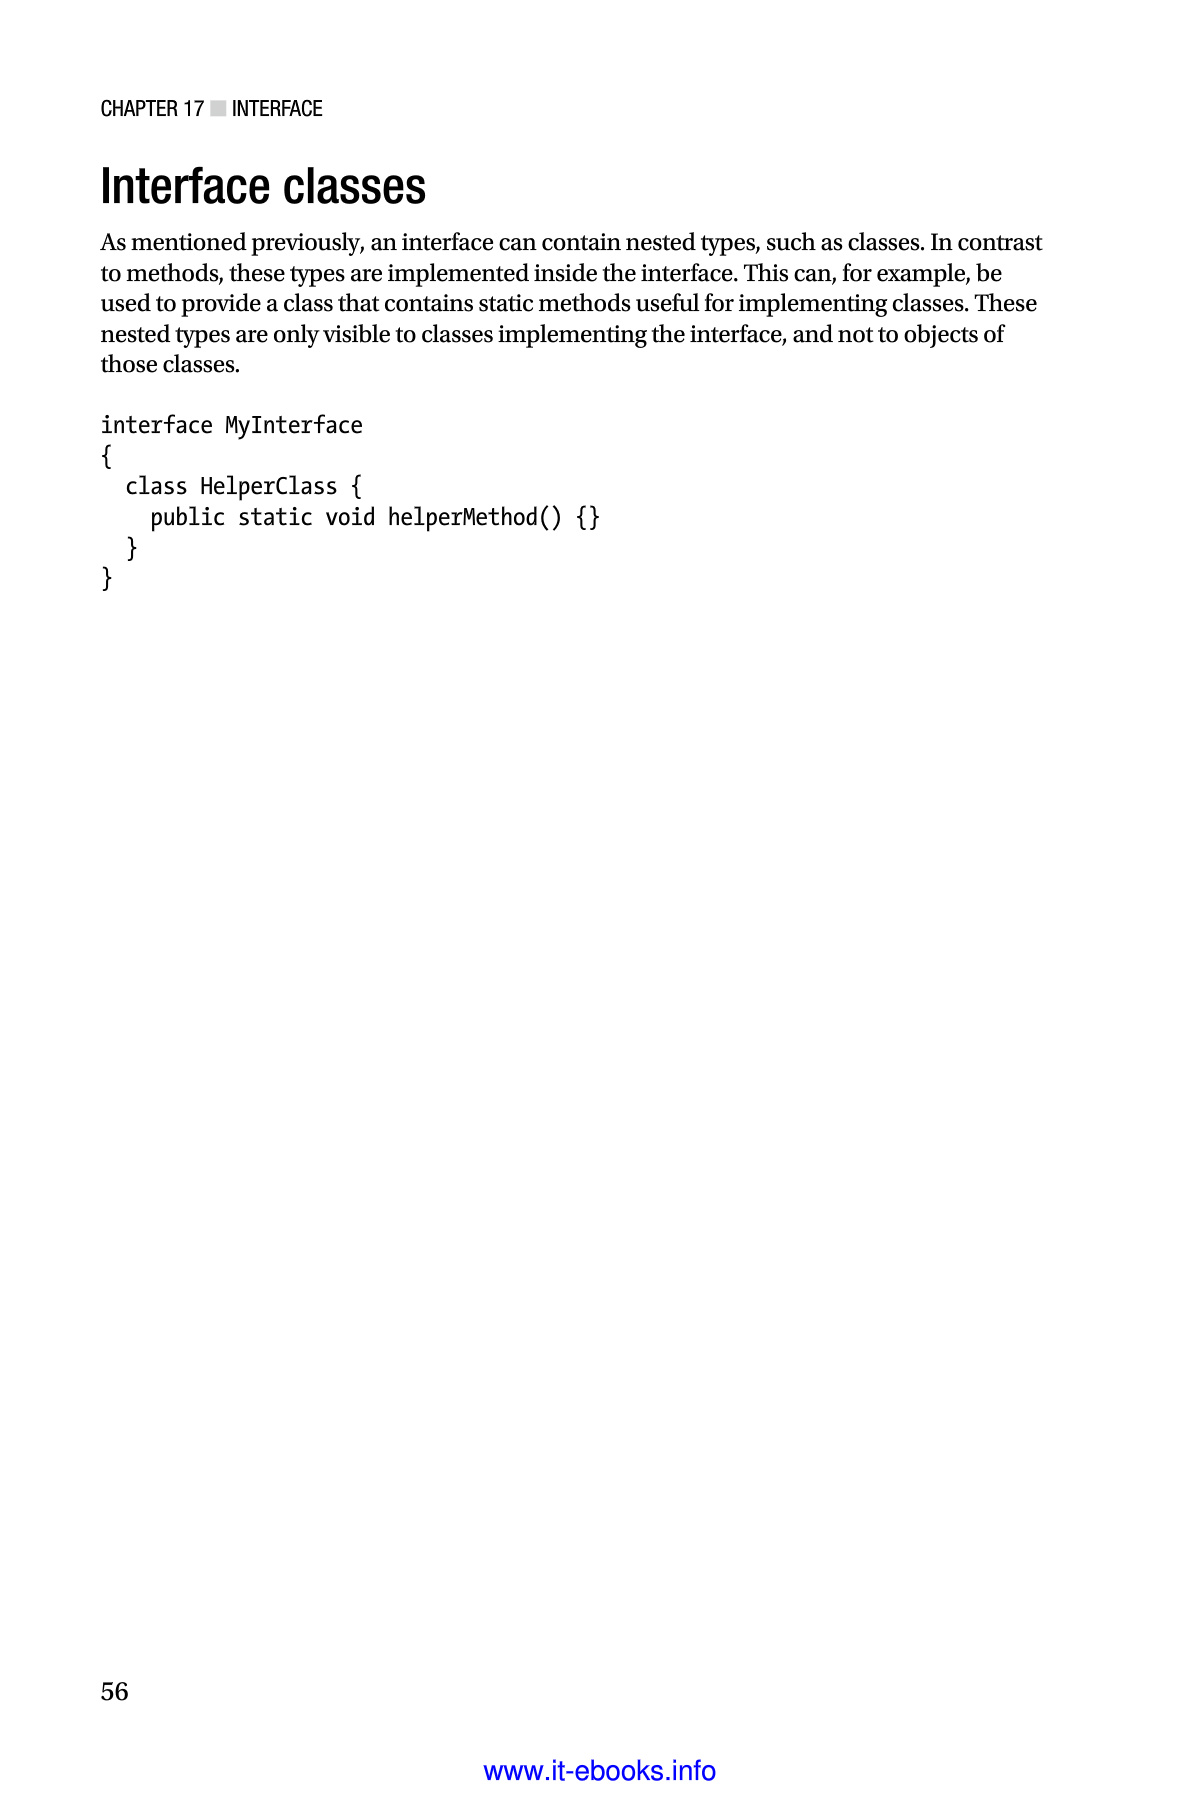 CHAPTER 17 ■ INTERFACE
Interface classes
As mentioned previously, an interface can contain nested types, such as classes. In contrast
to methods, these types are implemented inside the interface. This can, for example, be
used to provide a class that contains static methods useful for implementing classes. These
nested types are only visible to classes implementing the interface, and not to objects of
those classes.
interface MyInterface
{
  class HelperClass {
    public static void helperMethod() {}
  }
}
56
www.it-ebooks.info